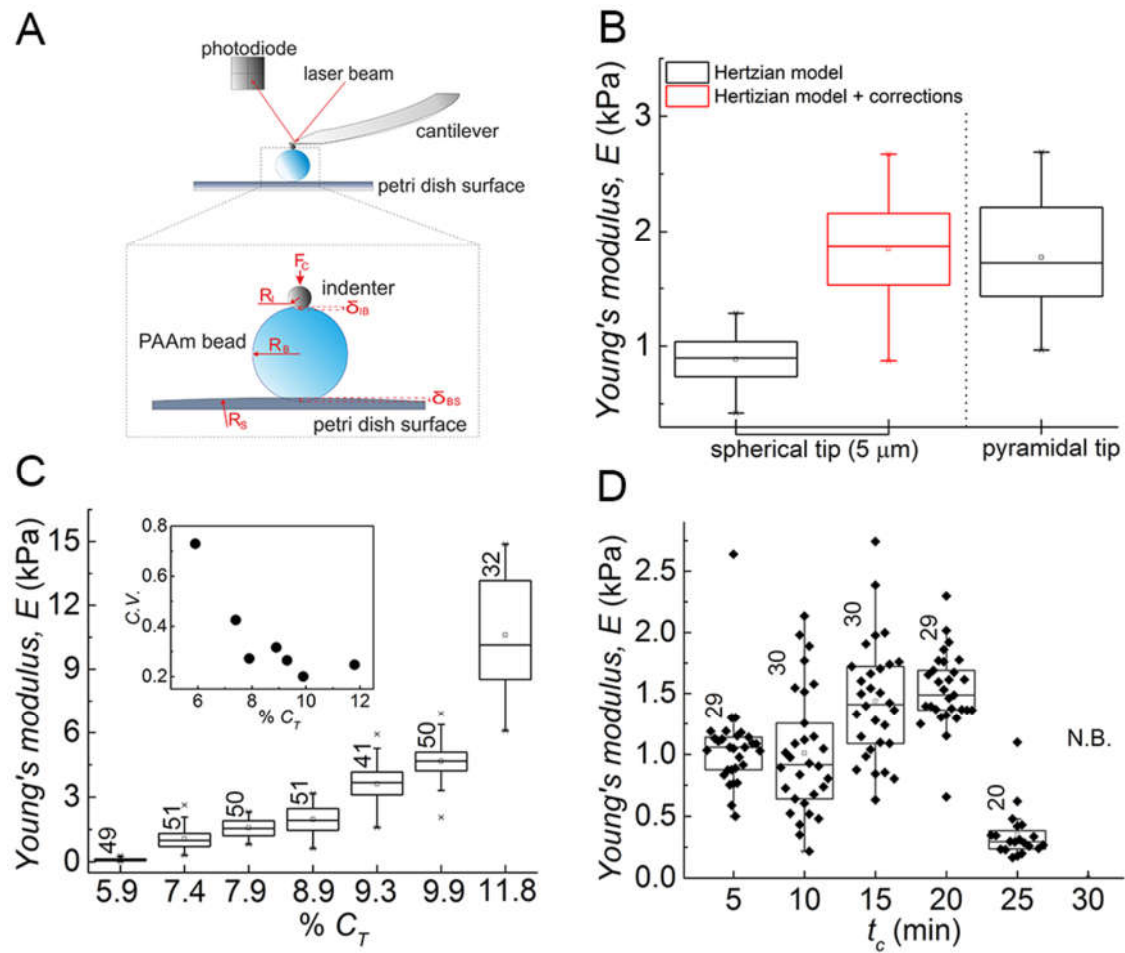 A
photodiode
laser beam
cantilever
petri dish surface
F_C
indenter
R_I
δ_IB
PAAm bead
R_B
δ_BS
R_S
petri dish surface
B
Hertzian model
Hertizian model + corrections
Young's modulus, E (kPa)
3
2
1
spherical tip (5 μm)
pyramidal tip
C
Young's modulus, E (kPa)
15
12
9
6
3
0
0.8
0.6
0.4
0.2
C.V.
6
8
10
12
% C_T
49
51
50
51
41
50
32
5.9
7.4
7.9
8.9
9.3
9.9
11.8
% C_T
D
Young's modulus, E (kPa)
2.5
2.0
1.5
1.0
0.25
0.0
29
30
30
29
20
N.B.
5
10
15
20
25
30
t_c (min)